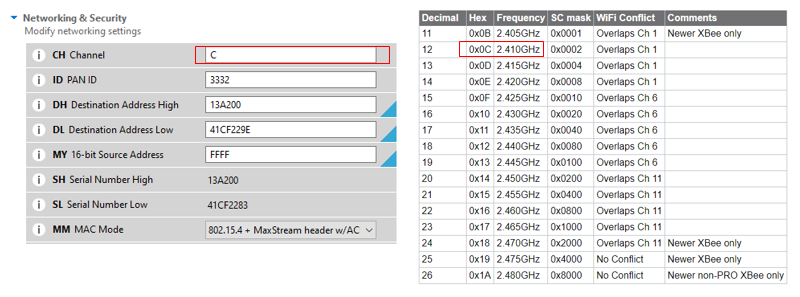 Networking & Security
Modify networking settings
i CH Channel C
i ID PAN ID 3332
i DH Destination Address High 13A200
i DL Destination Address Low 41CF229E
i MY 16-bit Source Address FFFF
i SH Serial Number High 13A200
i SL Serial Number Low 41CF2283
i MM MAC Mode 802.15.4 + MaxStream header w/AC
Decimal Hex Frequency SC mask WiFi Conflict Comments
11 0x0B 2.405GHz 0x0001 Overlaps Ch 1 Newer XBee only
12 0x0C 2.410GHz 0x0002 Overlaps Ch 1
13 0x0D 2.415GHz 0x0004 Overlaps Ch 1
14 0x0E 2.420GHz 0x0008 Overlaps Ch 1
15 0x0F 2.425GHz 0x0010 Overlaps Ch 6
16 0x10 2.430GHz 0x0020 Overlaps Ch 6
17 0x11 2.435GHz 0x0040 Overlaps Ch 6
18 0x12 2.440GHz 0x0080 Overlaps Ch 6
19 0x13 2.445GHz 0x0100 Overlaps Ch 6
20 0x14 2.450GHz 0x0200 Overlaps Ch 11
21 0x15 2.455GHz 0x0400 Overlaps Ch 11
22 0x16 2.460GHz 0x0800 Overlaps Ch 11
23 0x17 2.465GHz 0x1000 Overlaps Ch 11
24 0x18 2.470GHz 0x2000 Overlaps Ch 11 Newer XBee only
25 0x19 2.475GHz 0x4000 No Conflict Newer XBee only
26 0x1A 2.480GHz 0x8000 No Conflict Newer non-PRO XBee only